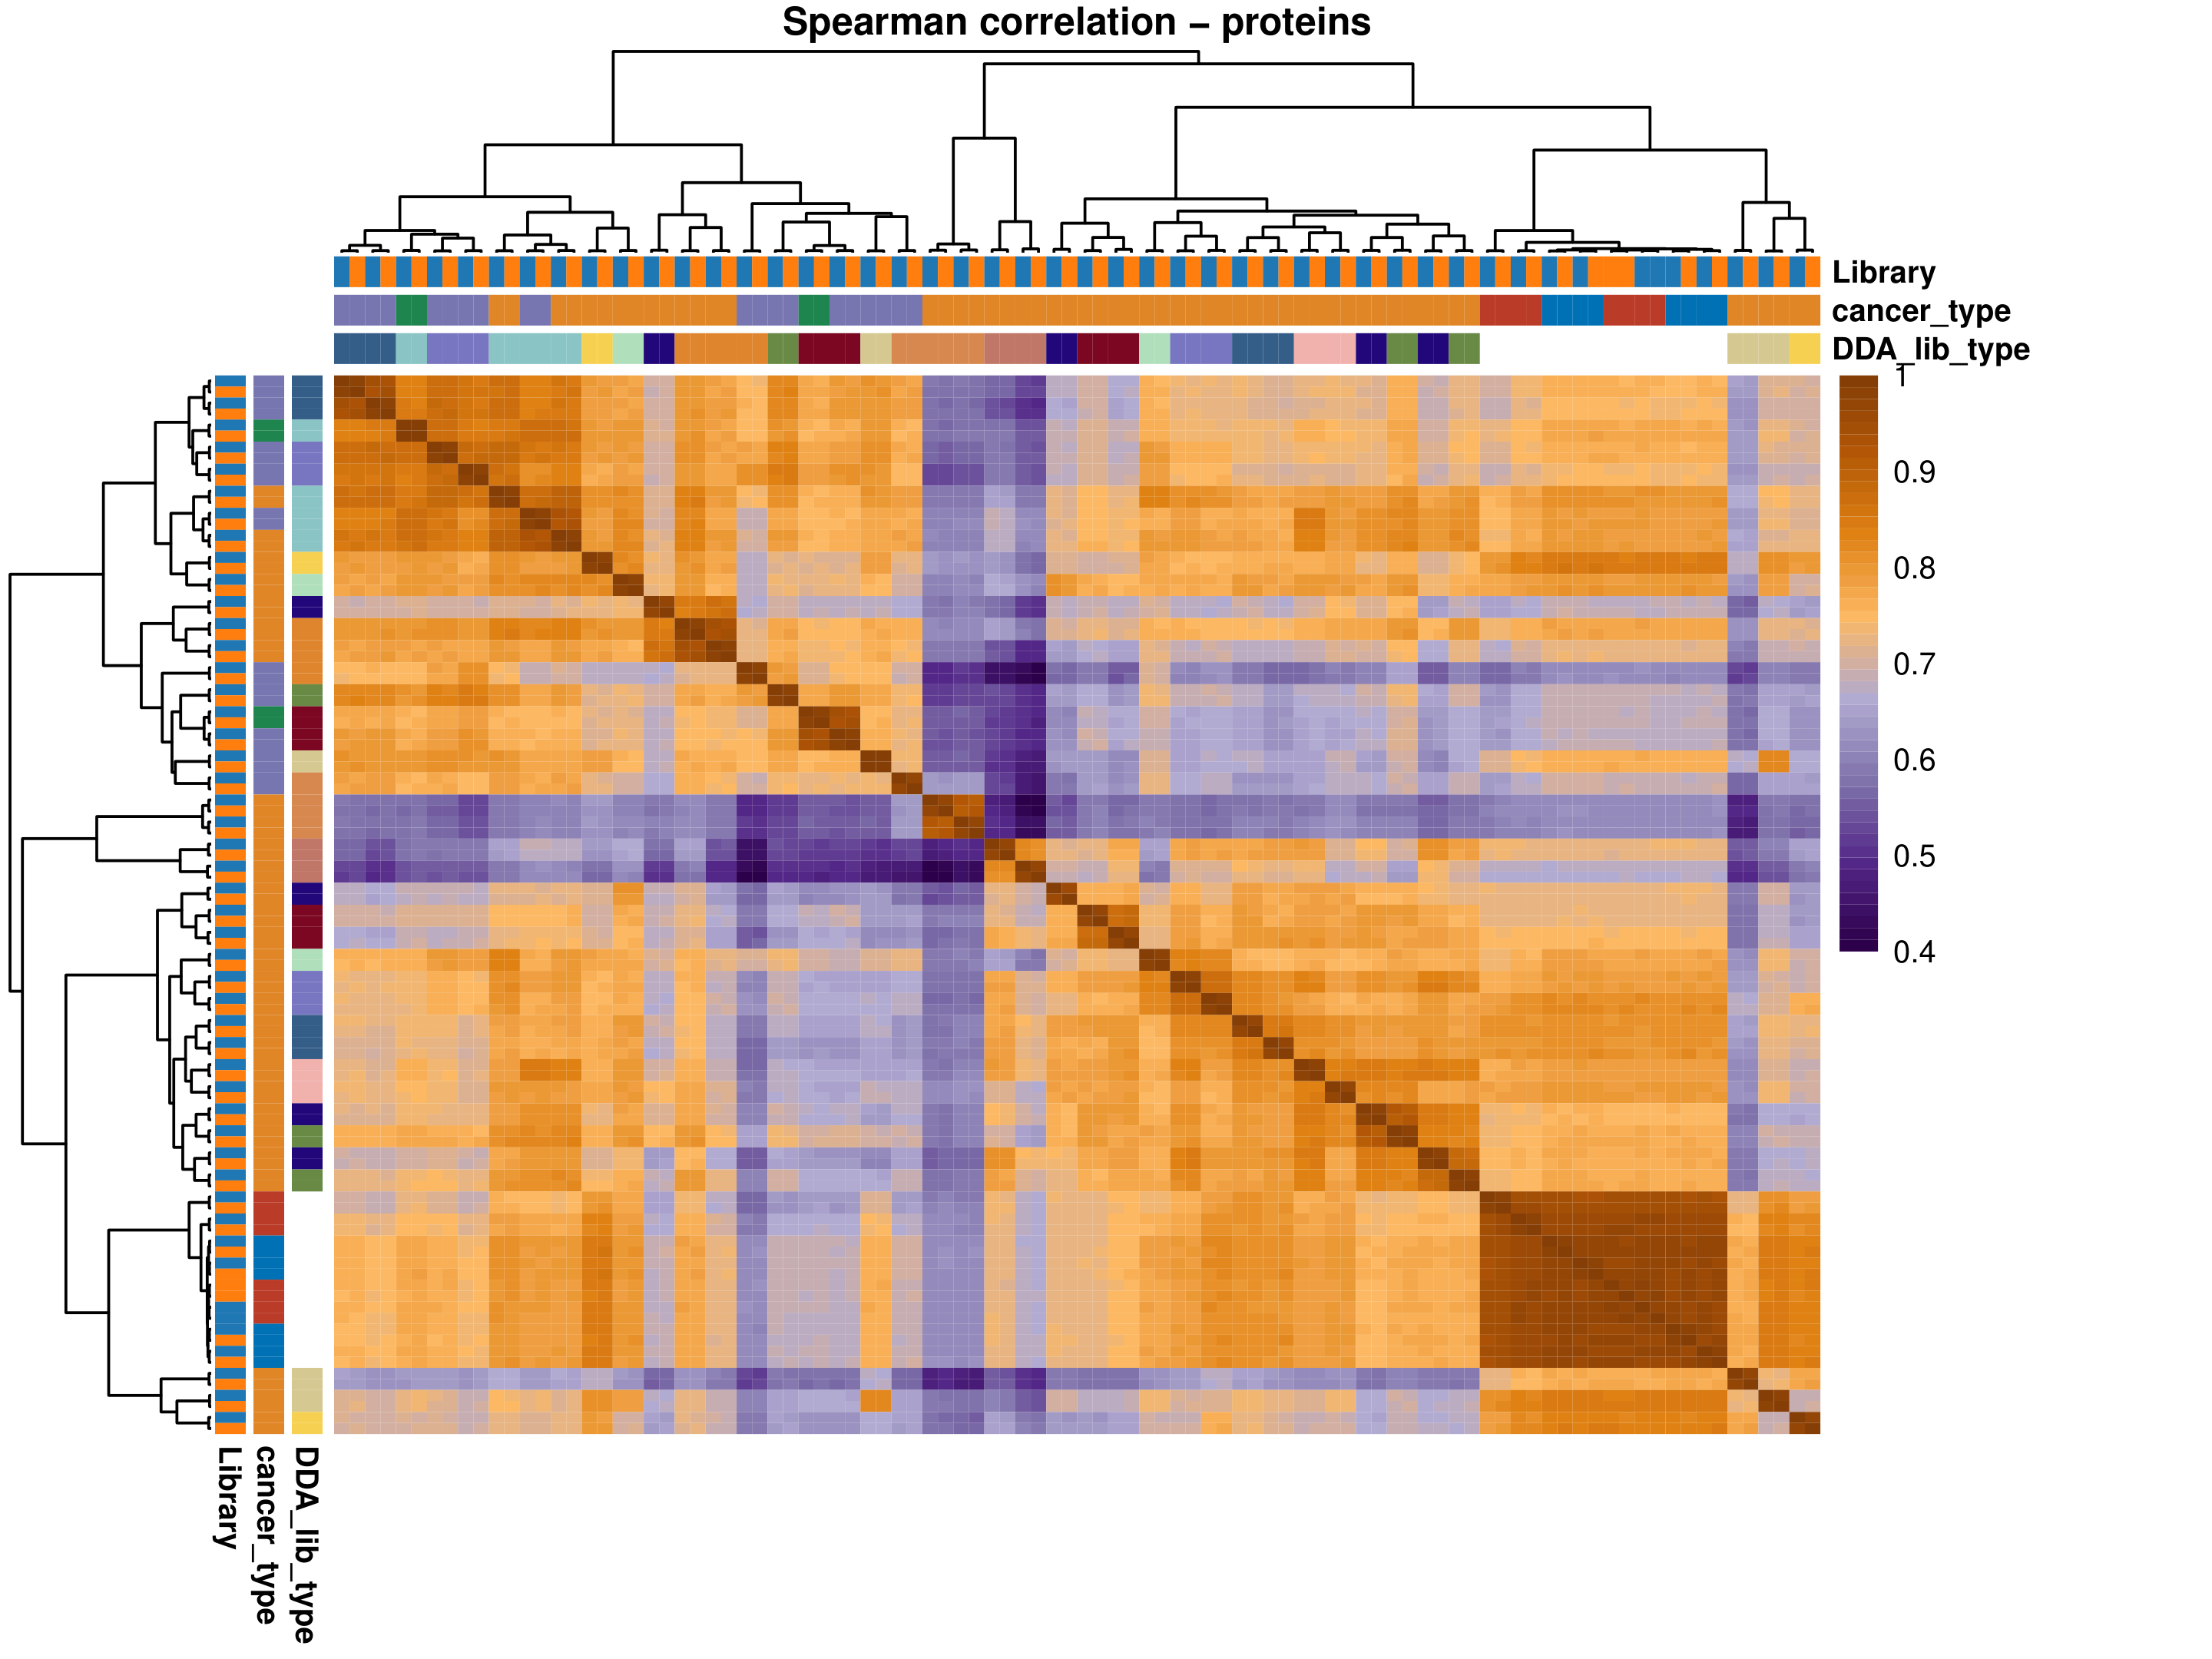 Spearman correlation – proteins
Library
cancer_type
DDA_lib_type
1
0.9
0.8
0.7
0.6
0.5
0.4
Library
cancer_type
DDA_lib_type